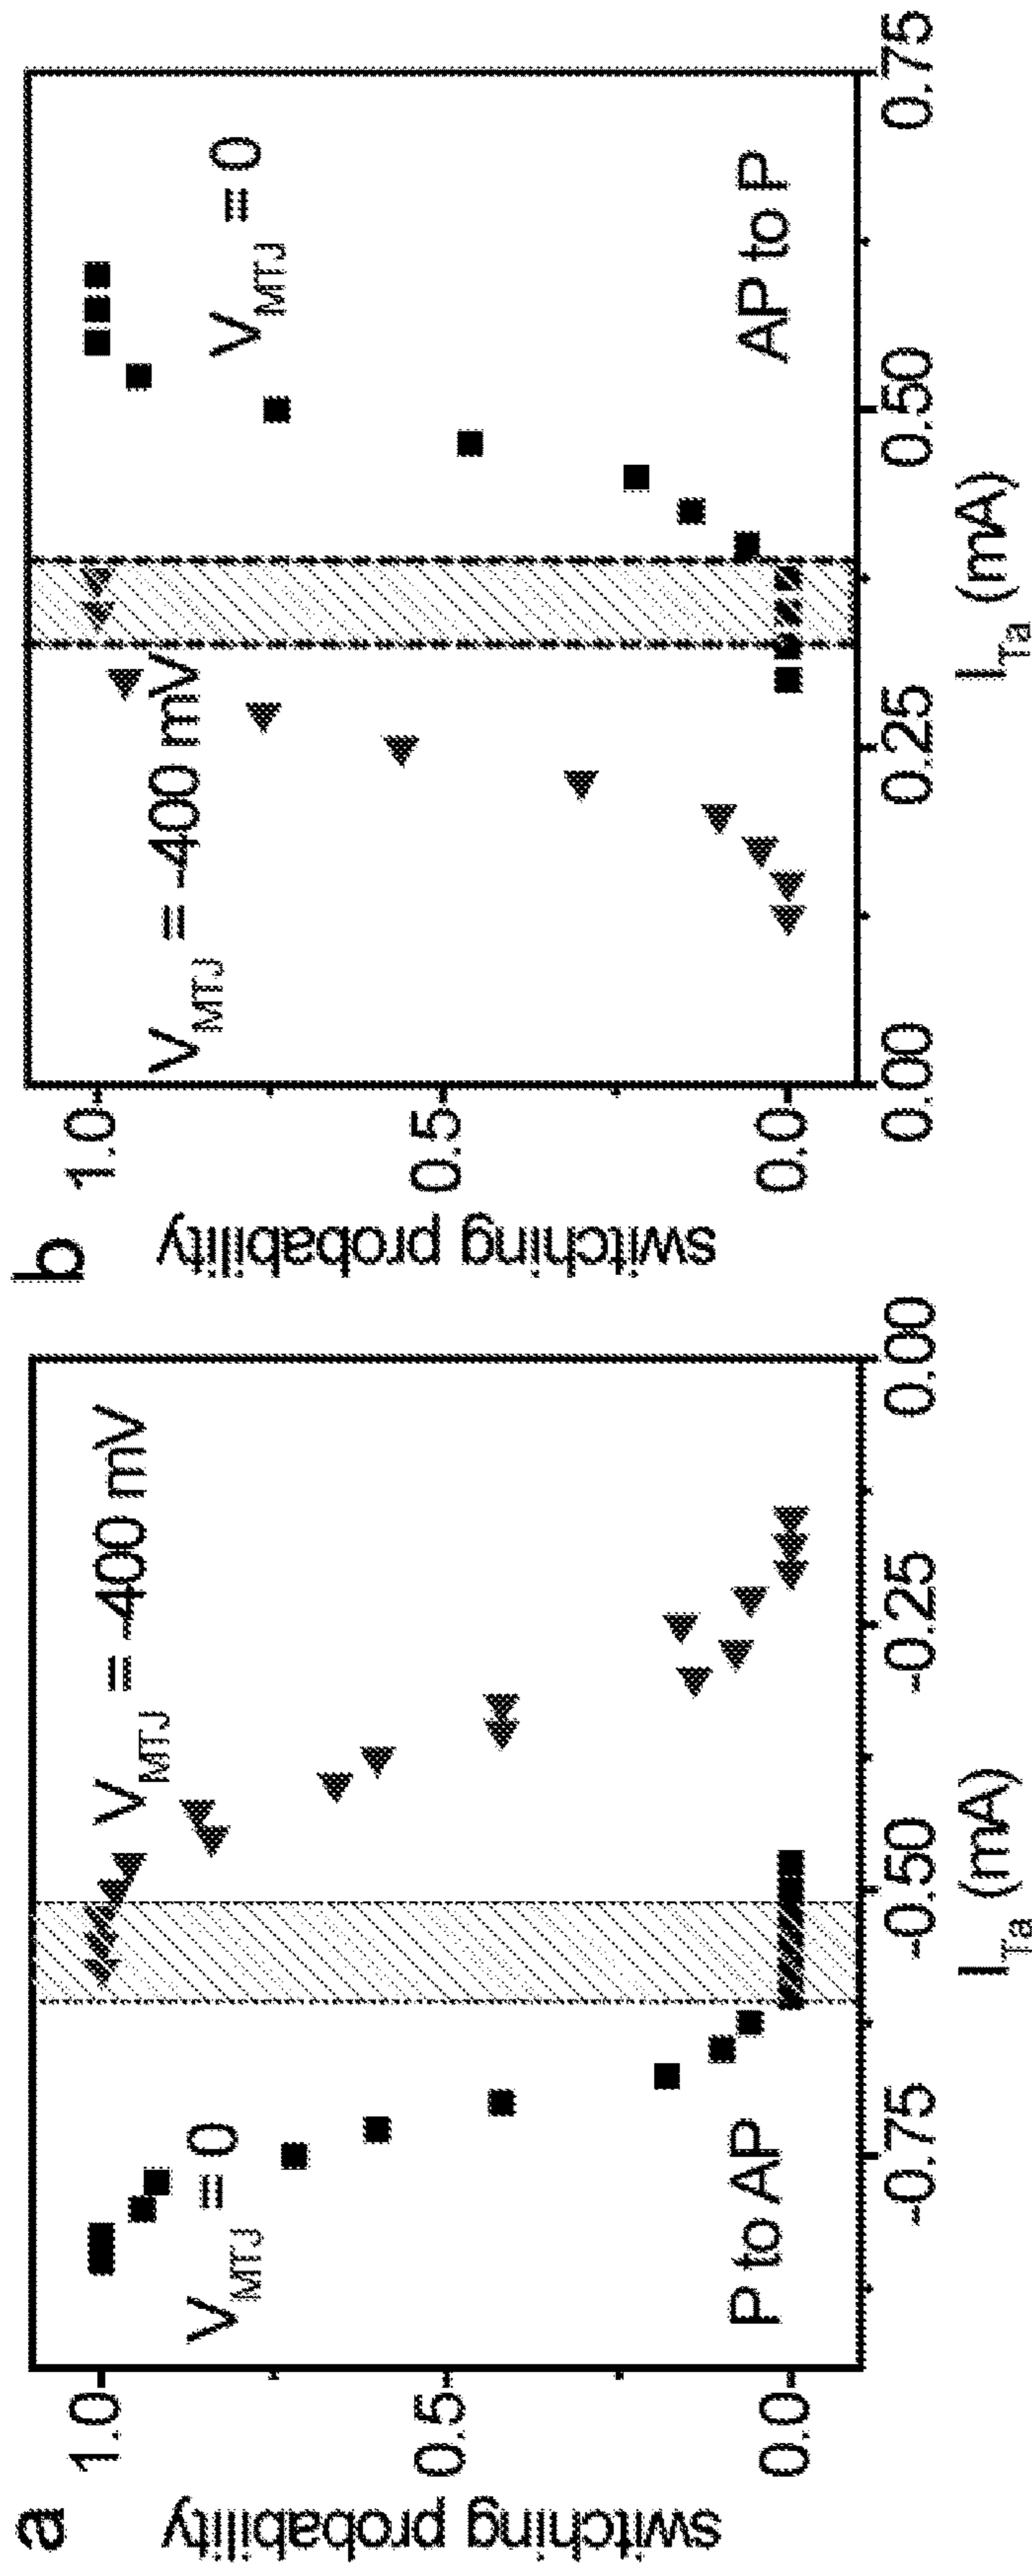 a
switching probability
1.0
0.5
0.0
V_MTJ = 0
V_MTJ = -400 mV
P to AP
-0.75
-0.50
-0.25
0.00
I_Ta (mA)
b
switching probability
1.0
0.5
0.0
V_MTJ = -400 mV
V_MTJ = 0
AP to P
0.00
0.25
0.50
0.75
I_Ta (mA)